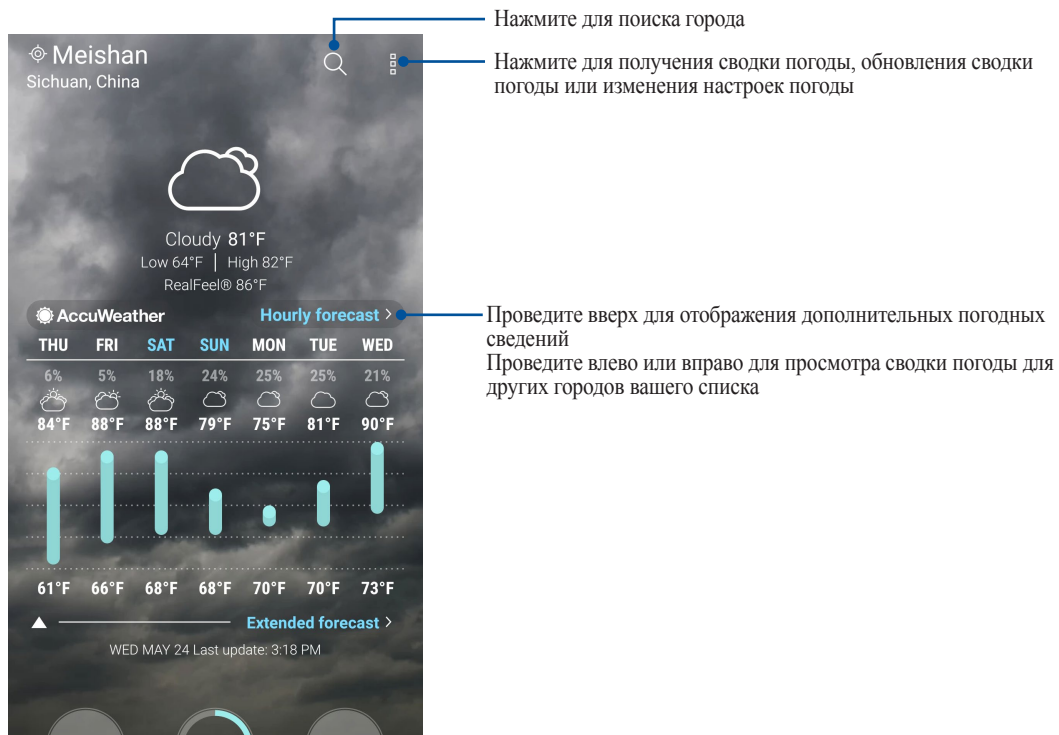 Нажмите для поиска города
Meishan
Sichuan, China
Нажмите для получения сводки погоды, обновления сводки
погоды или изменения настроек погоды
Cloudy 81°F
Low 64°F | High 82°F
RealFeel® 86°F
AccuWeather Hourly forecast >
Проведите вверх для отображения дополнительных погодных
сведений
Проведите влево или вправо для просмотра сводки погоды для
других городов вашего списка
THU FRI SAT SUN MON TUE WED
6% 5% 18% 24% 25% 25% 21%
84°F 88°F 88°F 79°F 75°F 81°F 90°F
61°F 66°F 68°F 68°F 70°F 70°F 73°F
Extended forecast >
WED MAY 24 Last update: 3:18 PM